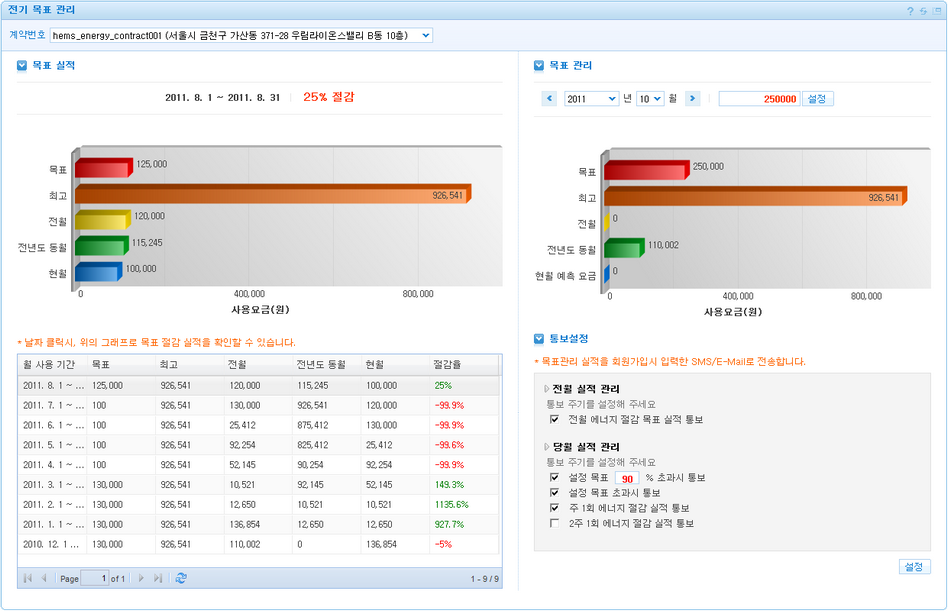 전기 목표 관리
계약번호 hems_energy_contract001 (서울시 금천구 가산동 371-28 우림라이온스밸리 B동 10층)
목표 실적
2011. 8. 1 ~ 2011. 8. 31 25% 절감
목표 125,000
최고 926,541
전월 120,000
전년도 동월 115,245
현월 100,000
0 400,000 800,000
사용요금(원)
* 날짜 클릭시, 위의 그래프로 목표 절감 실적을 확인할 수 있습니다.
월 사용 기간 목표 최고 전월 전년도 동월 현월 절감율
2011. 8. 1 ~ ... 125,000 926,541 120,000 115,245 100,000 25%
2011. 7. 1 ~ ... 100 926,541 130,000 926,541 120,000 -99.9%
2011. 6. 1 ~ ... 100 926,541 25,412 875,412 130,000 -99.9%
2011. 5. 1 ~ ... 100 926,541 92,254 825,412 25,412 -99.6%
2011. 4. 1 ~ ... 100 926,541 52,145 90,254 92,254 -99.9%
2011. 3. 1 ~ ... 130,000 926,541 10,521 92,145 52,145 149.3%
2011. 2. 1 ~ ... 130,000 926,541 12,650 10,521 10,521 1135.6%
2011. 1. 1 ~ ... 130,000 926,541 136,854 12,650 12,650 927.7%
2010. 12. 1 ... 130,000 926,541 110,002 0 136,854 -5%
Page 1 of 1 1 - 9 / 9
목표 관리
2011 년 10 월 250000 설정
목표 250,000
최고 926,541
전월 0
전년도 동월 110,002
현월 예측 요금 0
0 400,000 800,000
사용요금(원)
통보설정
* 목표관리 실적을 회원가입시 입력한 SMS/E-Mail로 전송합니다.
전월 실적 관리
통보 주기를 설정해 주세요
전월 에너지 절감 목표 실적 통보
당월 실적 관리
통보 주기를 설정해 주세요
설정 목표 90 % 초과시 통보
설정 목표 초과시 통보
주 1회 에너지 절감 실적 통보
2주 1회 에너지 절감 실적 통보
설정